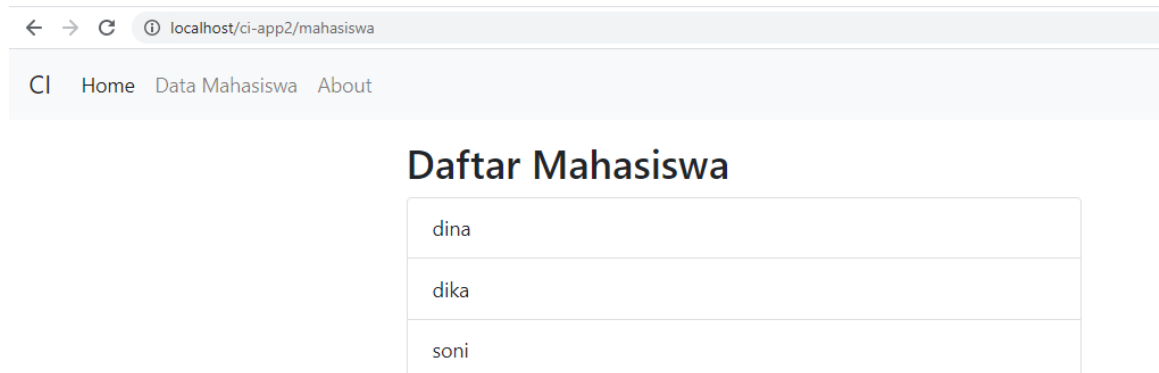 localhost/ci-app2/mahasiswa
CI Home Data Mahasiswa About
Daftar Mahasiswa
dina
dika
soni